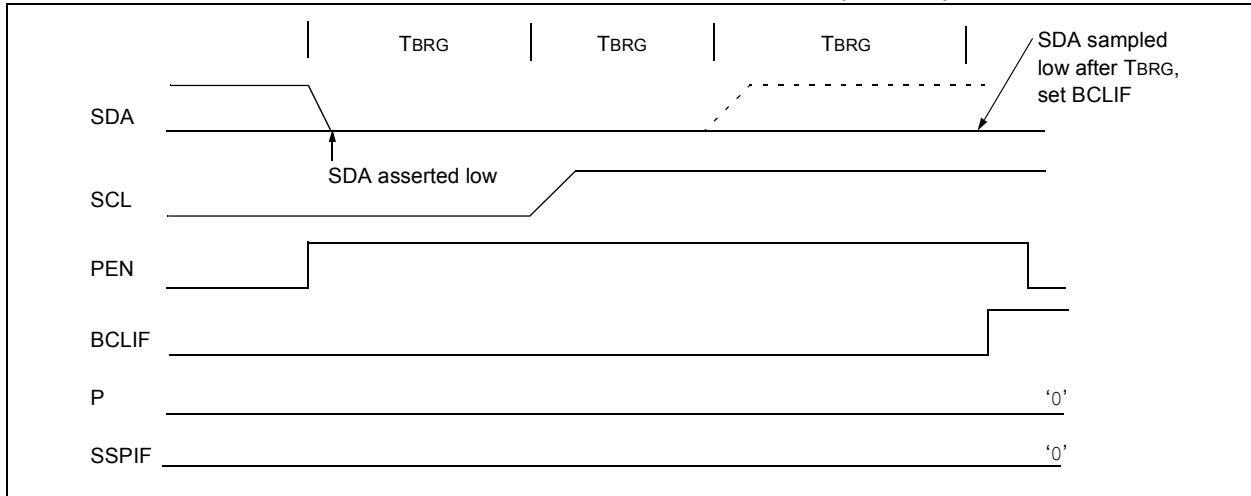 TBRG TBRG TBRG
SDA sampled
low after TBRG,
set BCLIF
SDA
SDA asserted low
SCL
PEN
BCLIF
P
‘0’
SSPIF
‘0’